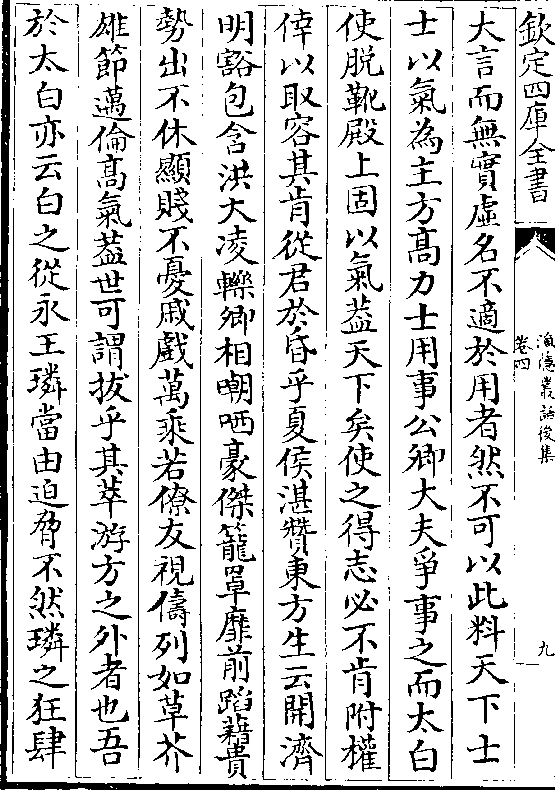 欽定四庫全書
漁隱叢話後集
卷四
九
大言而無實虛名不適於用者然不可以此料天下士
士以氣為主方髙力士用事公卿大夫爭事之而太白
使脱靴殿上固以氣葢天下矣使之得志必不肯附權
倖以取容其肯從君於昏乎夏侯湛贊東方生云開濟
明豁包含洪大凌轢卿相嘲哂豪傑籠罩靡前蹈藉貴
勢出不休顯賤不憂戚戲萬乘若僚友視儔列如草芥
雄節邁倫髙氣葢世可謂拔乎其萃游方之外者也吾
於太白亦云白之從永王璘當由迫脅不然璘之狂肆